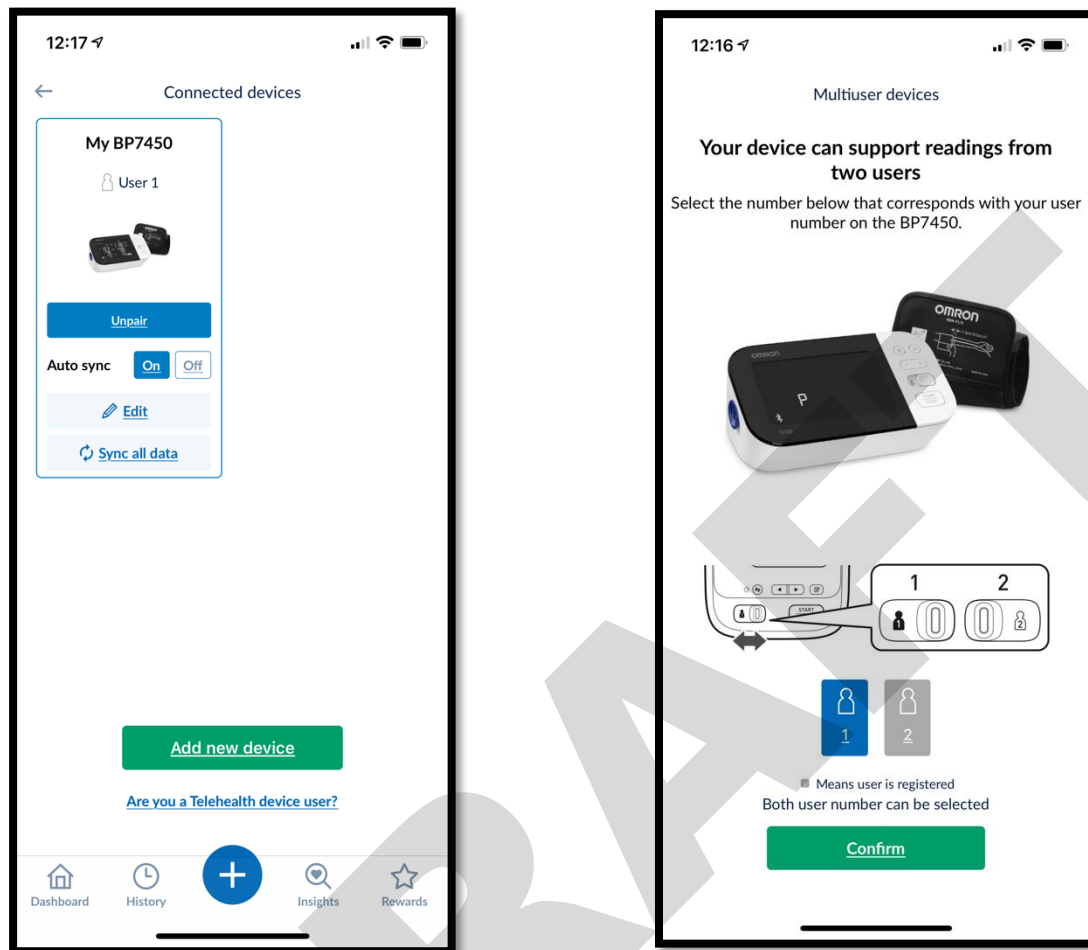 12:17
Connected devices
My BP7450
User 1
Unpair
Auto sync On Off
Edit
Sync all data
Add new device
Are you a Telehealth device user?
Dashboard History Insights Rewards
12:16
Multiuser devices
Your device can support readings from
two users
Select the number below that corresponds with your user
number on the BP7450.
OMRON
OMRON
P
START
1 2
1 2
1 2
Means user is registered
Both user number can be selected
Confirm
DRAFT